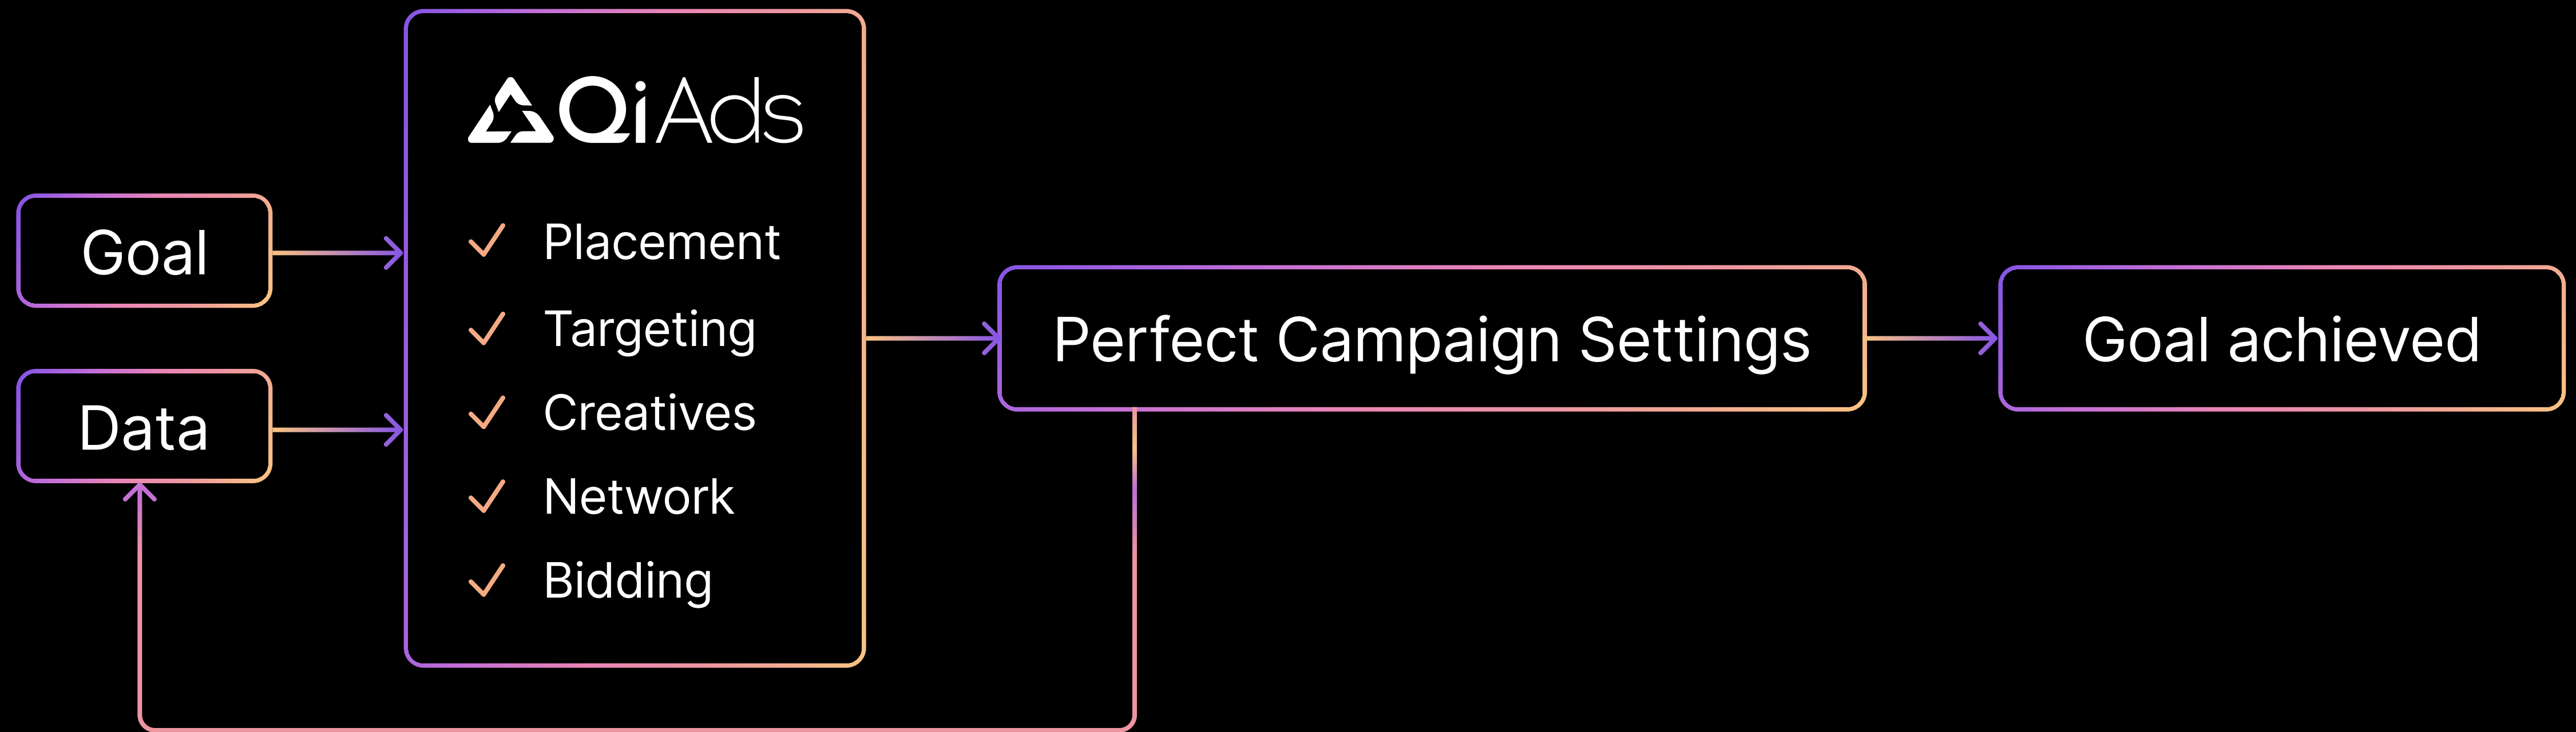 QiAds
Goal
Data
Placement
Targeting
Creatives
Network
Bidding
Perfect Campaign Settings
Goal achieved